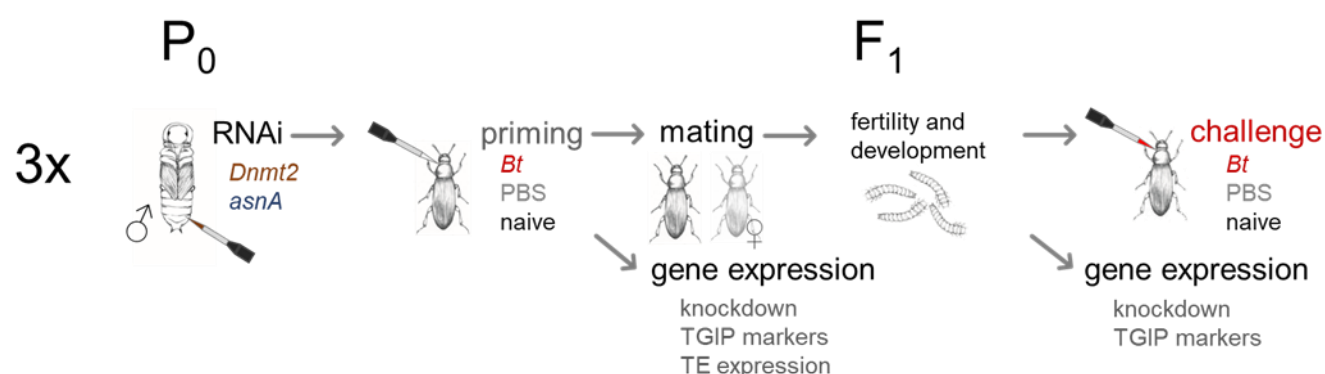 P0
F1
3x
RNAi
Dnmt2
asnA
♂
priming
Bt
PBS
naive
mating
♀
gene expression
knockdown
TGIP markers
TE expression
fertility and
development
challenge
Bt
PBS
naive
gene expression
knockdown
TGIP markers